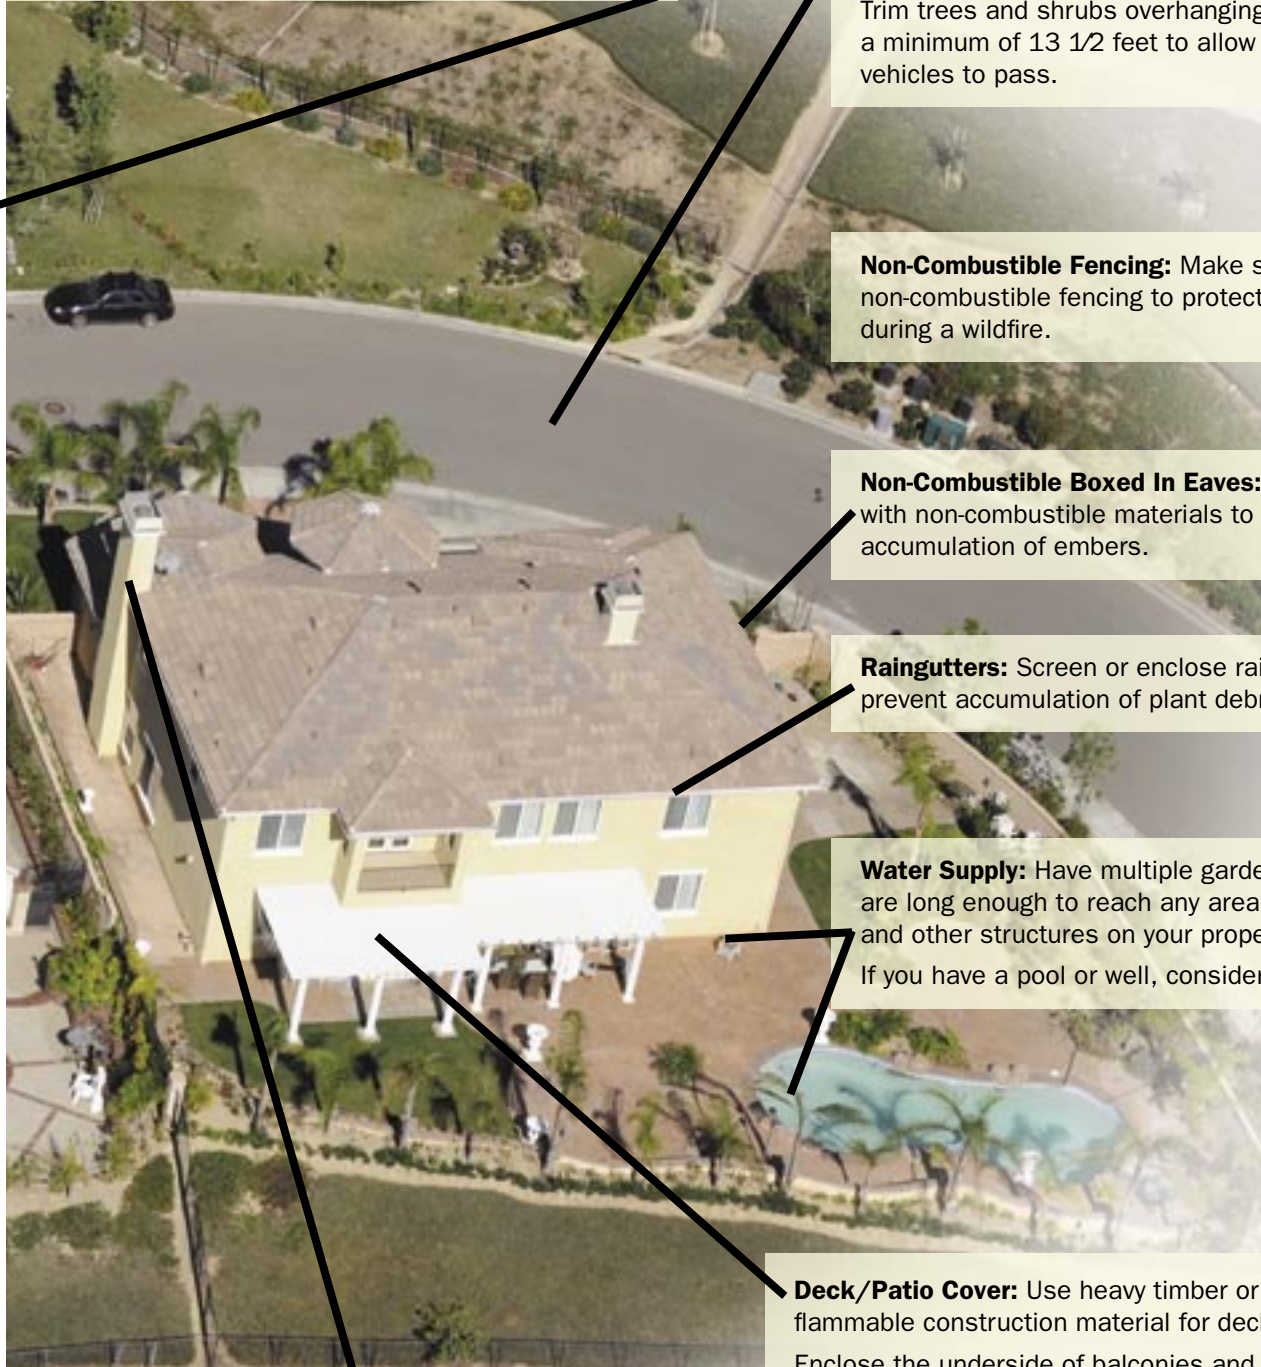 Trim trees and shrubs overhanging
a minimum of 13 1/2 feet to allow
vehicles to pass.
Non-Combustible Fencing: Make s
non-combustible fencing to protect
during a wildfire.
Non-Combustible Boxed In Eaves:
with non-combustible materials to
accumulation of embers.
Raingutters: Screen or enclose rai
prevent accumulation of plant debr
Water Supply: Have multiple garde
are long enough to reach any area
and other structures on your prope
If you have a pool or well, consider
Deck/Patio Cover: Use heavy timber or
flammable construction material for decl
Enclose the underside of balconies and